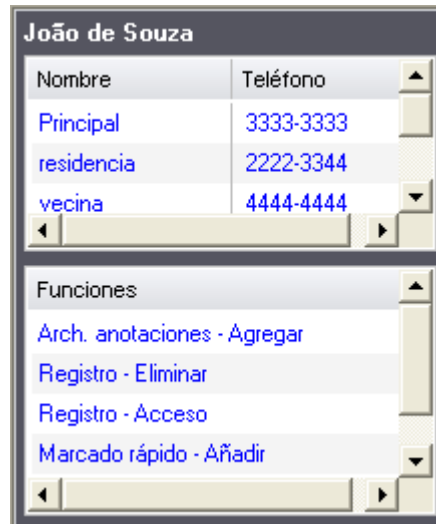 João de Souza
Nombre Teléfono
Principal 3333-3333
residencia 2222-3344
vecina 4444-4444
Funciones
Arch. anotaciones - Agregar
Registro - Eliminar
Registro - Acceso
Marcado rápido - Añadir